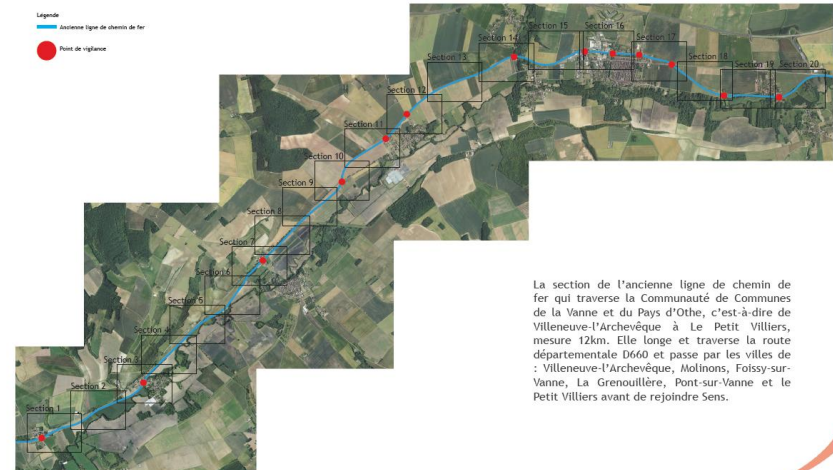 Légende
Ancienne ligne de chemin de fer
Point de vigilance
Section 15
Section 16
Section 14
Section 17
Section 13
Section 18
Section 19
Section 20
Section 12
Section 11
Section 10
Section 9
Section 8
Section 7
Section 6
Section 5
Section 4
Section 3
Section 2
Section 1
La section de l'ancienne ligne de chemin de
fer qui traverse la Communauté de Communes
de la Vanne et du Pays d'Othe, c'est-à-dire de
Villeneuve-l'Archevêque à Le Petit Villiers,
mesure 12km. Elle longe et traverse la route
départementale D660 et passe par les villes de
: Villeneuve-l'Archevêque, Molinons, Foissy-sur-
Vanne, La Grenouillère, Pont-sur-Vanne et le
Petit Villiers avant de rejoindre Sens.